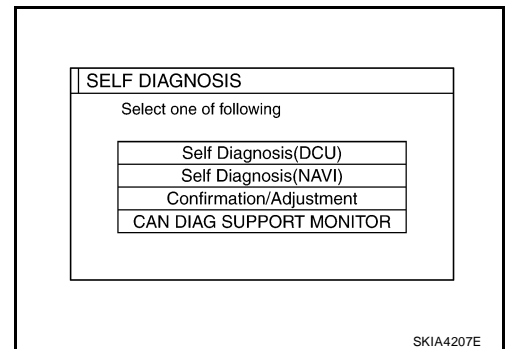 SELF DIAGNOSIS
Select one of following
Self Diagnosis(DCU)
Self Diagnosis(NAVI)
Confirmation/Adjustment
CAN DIAG SUPPORT MONITOR
SKIA4207E